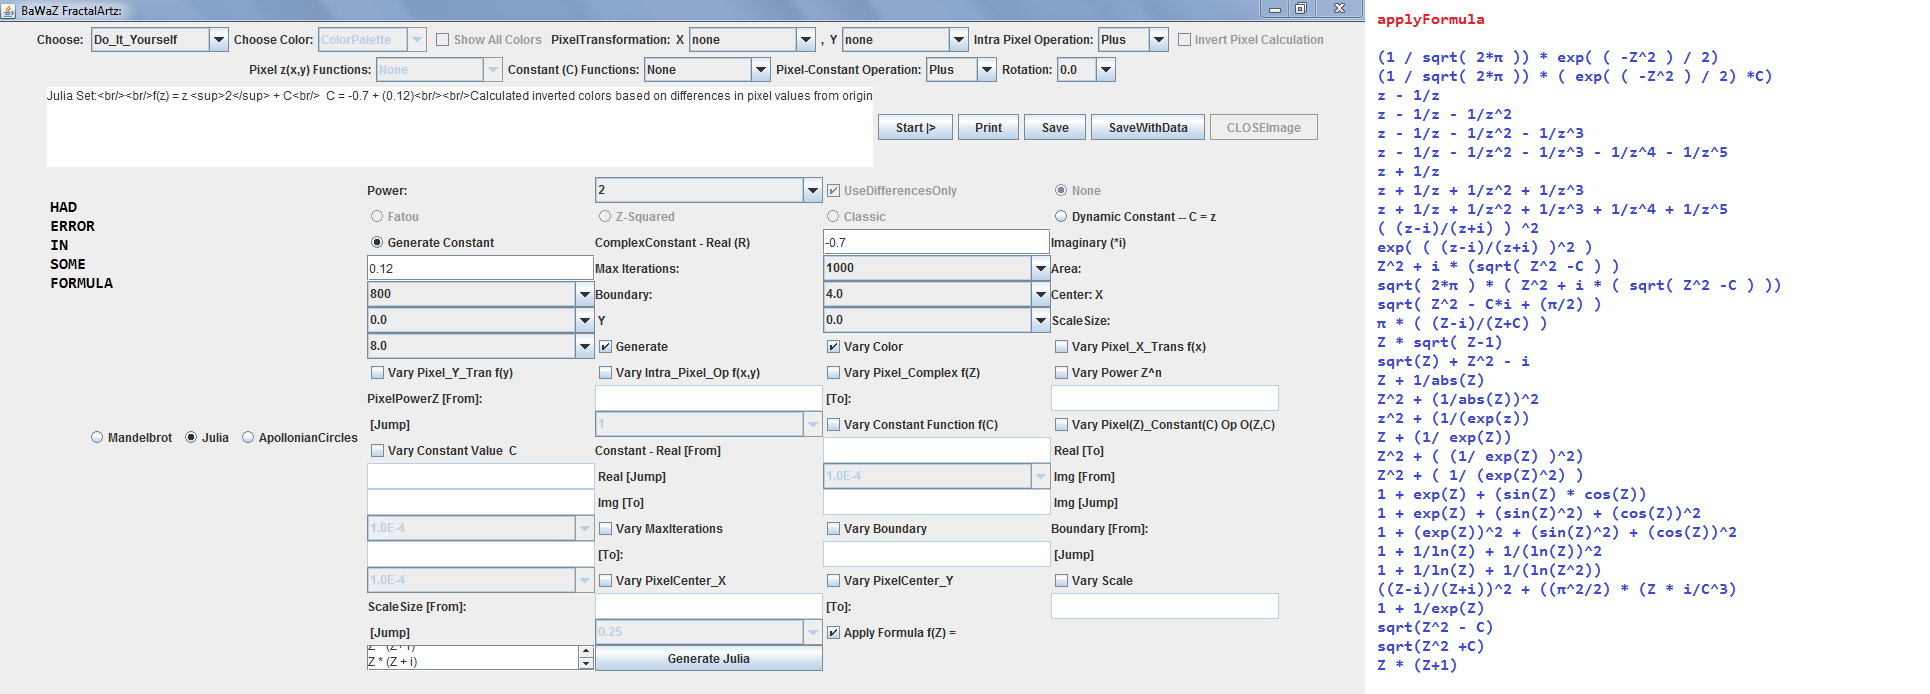 BaWaZ FractalArtz:
Choose: Do_It_Yourself Choose Color: ColorPalette Show All Colors PixelTransformation: X none , Y none Intra Pixel Operation: Plus Invert Pixel Calculation
Pixel z(x,y) Functions: None Constant (C) Functions: None Pixel-Constant Operation: Plus Rotation: 0.0
Julia Set:<br/><br/>f(z) = z <sup>2</sup> + C<br/> C = -0.7 + (0.12)<br/><br/>Calculated inverted colors based on differences in pixel values from origin
Start |> Print Save SaveWithData CLOSEImage
HAD
ERROR
IN
SOME
FORMULA
Mandelbrot Julia ApollonianCircles
Power: 2 UseDifferencesOnly None
Fatou Z-Squared Classic Dynamic Constant -- C = z
Generate Constant ComplexConstant - Real (R) -0.7 Imaginary (*i)
0.12 Max Iterations: 1000 Area:
800 Boundary: 4.0 Center: X
0.0 Y 0.0 ScaleSize:
8.0 Generate Vary Color Vary Pixel_X_Trans f(x)
Vary Pixel_Y_Tran f(y) Vary Intra_Pixel_Op f(x,y) Vary Pixel_Complex f(Z) Vary Power Z^n
PixelPowerZ [From]: [To]:
[Jump] 1 Vary Constant Function f(C) Vary Pixel(Z)_Constant(C) Op O(Z,C)
Vary Constant Value C Constant - Real [From] Real [To]
Real [Jump] 1.0E-4 Img [From]
Img [To] Img [Jump]
1.0E-4 Vary MaxIterations Vary Boundary Boundary [From]:
[To]: [Jump]
1.0E-4 Vary PixelCenter_X Vary PixelCenter_Y Vary Scale
ScaleSize [From]: [To]:
[Jump] 0.25 Apply Formula f(Z) =
Z * (Z + i) Generate Julia
applyFormula
(1 / sqrt( 2*π )) * exp( ( -Z^2 ) / 2)
(1 / sqrt( 2*π )) * ( exp( ( -Z^2 ) / 2) *C)
z - 1/z
z - 1/z - 1/z^2
z - 1/z - 1/z^2 - 1/z^3
z - 1/z - 1/z^2 - 1/z^3 - 1/z^4 - 1/z^5
z + 1/z
z + 1/z + 1/z^2 + 1/z^3
z + 1/z + 1/z^2 + 1/z^3 + 1/z^4 + 1/z^5
( (z-i)/(z+i) ) ^2
exp( ( (z-i)/(z+i) )^2 )
Z^2 + i * (sqrt( Z^2 -C ) )
sqrt( 2*π ) * ( Z^2 + i * ( sqrt( Z^2 -C ) ))
sqrt( Z^2 - C*i + (π/2) )
π * ( (Z-i)/(Z+C) )
Z * sqrt( Z-1)
sqrt(Z) + Z^2 - i
Z + 1/abs(Z)
Z^2 + (1/abs(Z))^2
z^2 + (1/(exp(z))
Z + (1/ exp(Z))
Z^2 + ( (1/ exp(Z) )^2)
Z^2 + ( 1/ (exp(Z)^2) )
1 + exp(Z) + (sin(Z) * cos(Z))
1 + exp(Z) + (sin(Z)^2) + (cos(Z))^2
1 + (exp(Z))^2 + (sin(Z)^2) + (cos(Z))^2
1 + 1/ln(Z) + 1/(ln(Z))^2
1 + 1/ln(Z) + 1/(ln(Z^2))
((Z-i)/(Z+i))^2 + ((π^2/2) * (Z * i/C^3)
1 + 1/exp(Z)
sqrt(Z^2 - C)
sqrt(Z^2 +C)
Z * (Z+1)